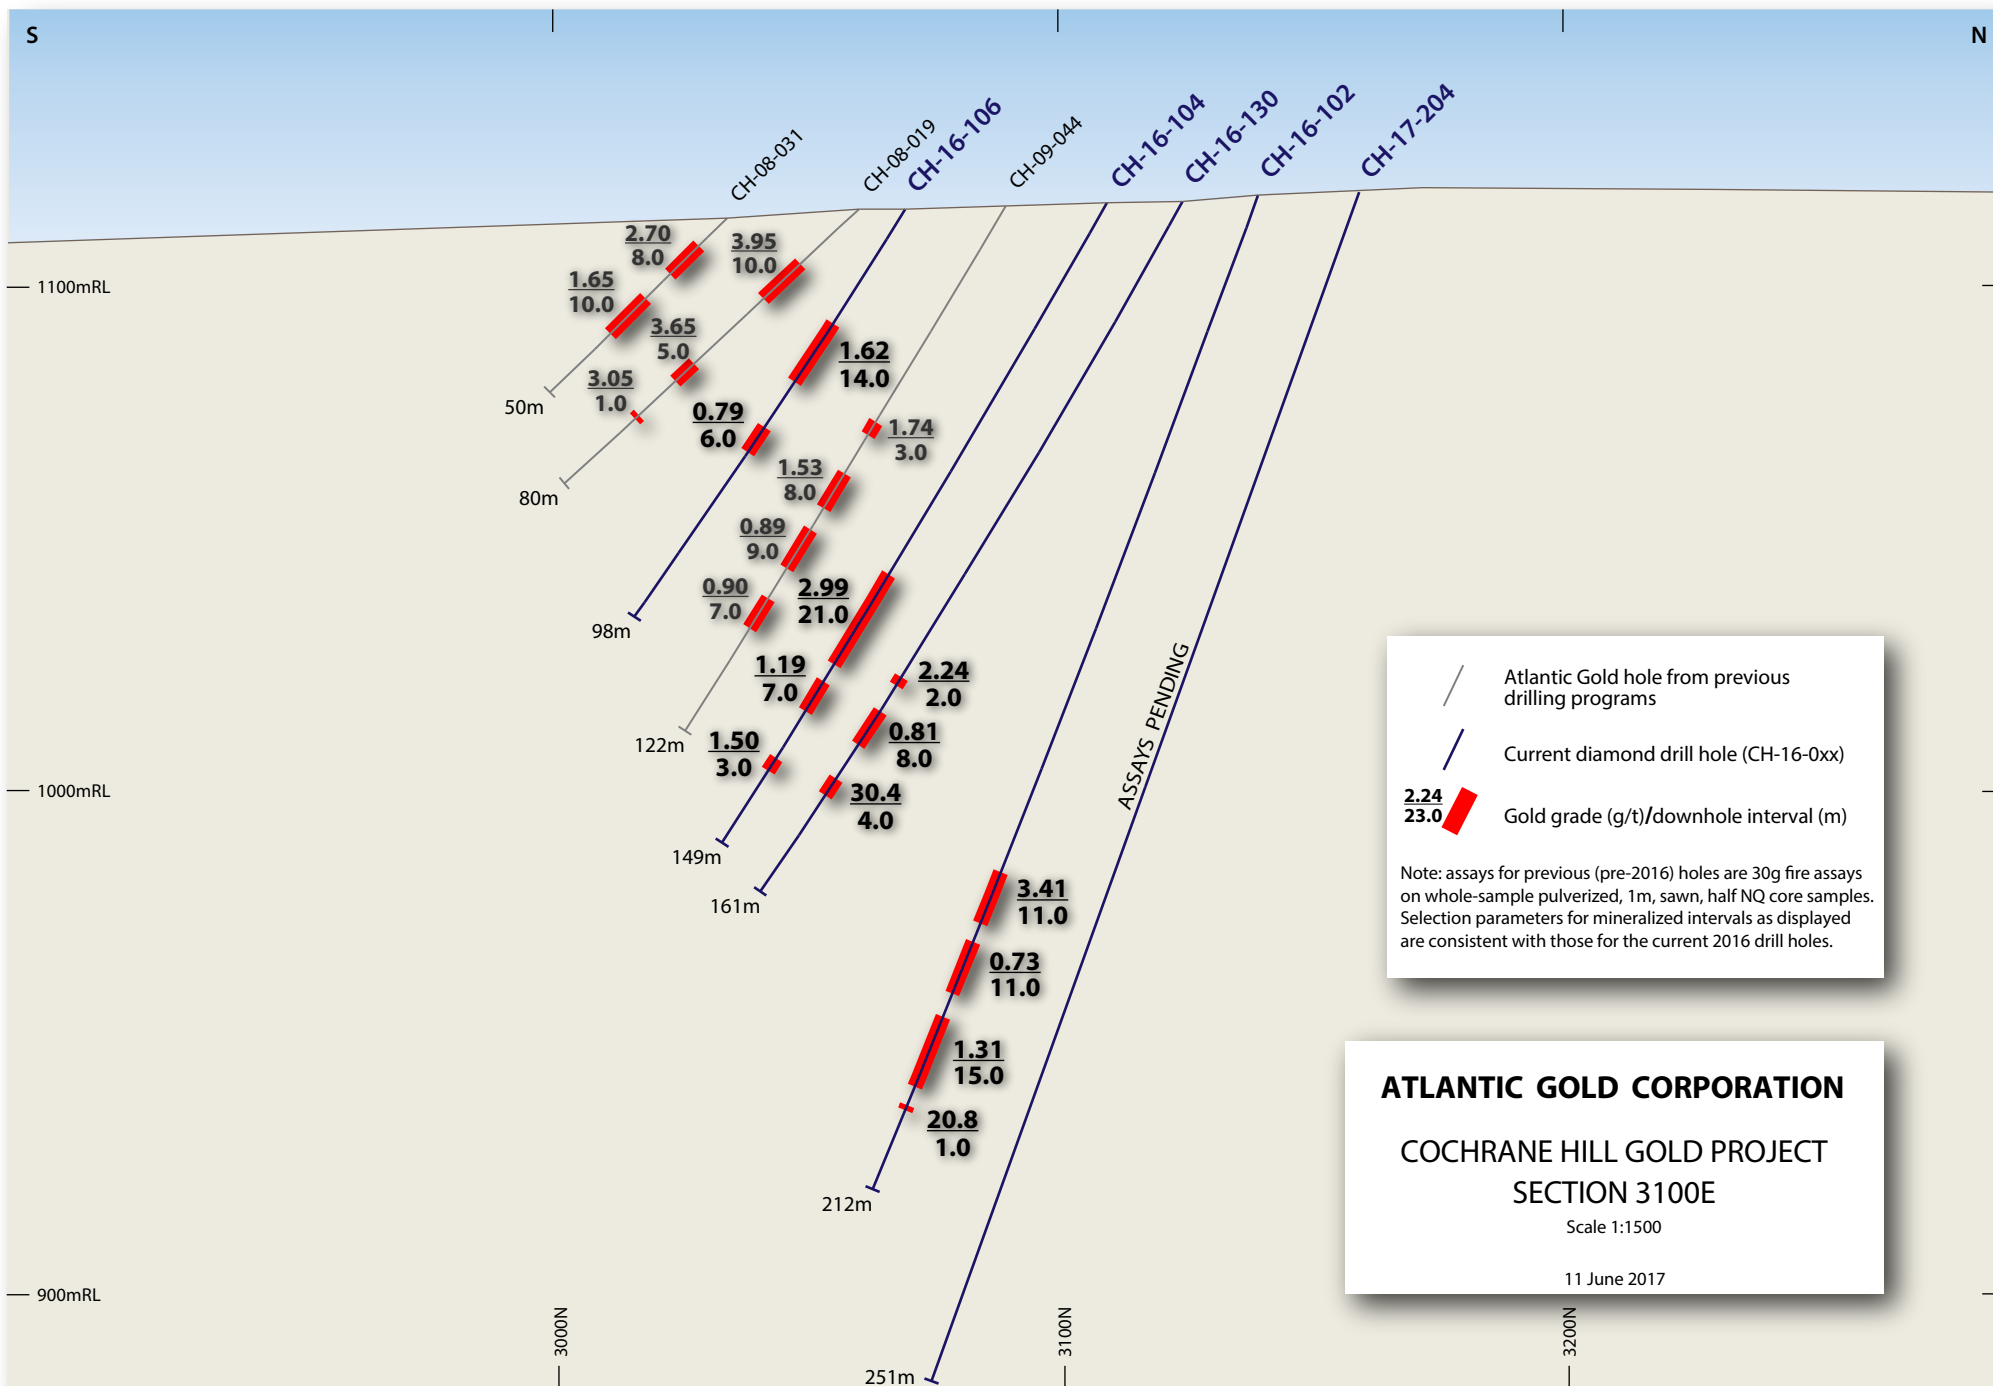 S
N
CH-08-031
CH-08-019
CH-16-106
CH-09-044
CH-16-104
CH-16-130
CH-16-102
CH-17-204
2.70
8.0
3.95
10.0
1.65
10.0
1100mRL
3.65
5.0
3.05
1.0
50m
1.62
14.0
0.79
6.0
1.74
3.0
80m
1.53
8.0
0.89
9.0
0.90
7.0
2.99
21.0
98m
1.19
7.0
2.24
2.0
122m
1.50
3.0
0.81
8.0
1000mRL
30.4
4.0
149m
161m
ASSAYS PENDING
3.41
11.0
0.73
11.0
1.31
15.0
20.8
1.0
212m
251m
900mRL
3000N
3100N
3200N
Atlantic Gold hole from previous
drilling programs
Current diamond drill hole (CH-16-0xx)
2.24
23.0
Gold grade (g/t)/downhole interval (m)
Note: assays for previous (pre-2016) holes are 30g fire assays
on whole-sample pulverized, 1m, sawn, half NQ core samples.
Selection parameters for mineralized intervals as displayed
are consistent with those for the current 2016 drill holes.
ATLANTIC GOLD CORPORATION
COCHRANE HILL GOLD PROJECT
SECTION 3100E
Scale 1:1500
11 June 2017